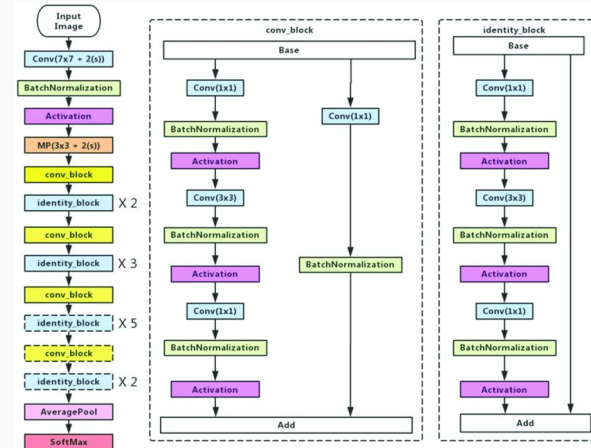 Input
Image
Conv(7x7 + 2(s))
BatchNormalization
Activation
MP(3x3 + 2(s))
conv_block
identity_block X 2
conv_block
identity_block X 3
conv_block
identity_block X 5
conv_block
identity_block X 2
AveragePool
SoftMax
conv_block
Base
Conv(1x1)
BatchNormalization
Activation
Conv(3x3)
BatchNormalization
Activation
Conv(1x1)
BatchNormalization
Activation
Conv(1x1)
BatchNormalization
Add
identity_block
Base
Conv(1x1)
BatchNormalization
Activation
Conv(3x3)
BatchNormalization
Activation
Conv(1x1)
BatchNormalization
Activation
Add